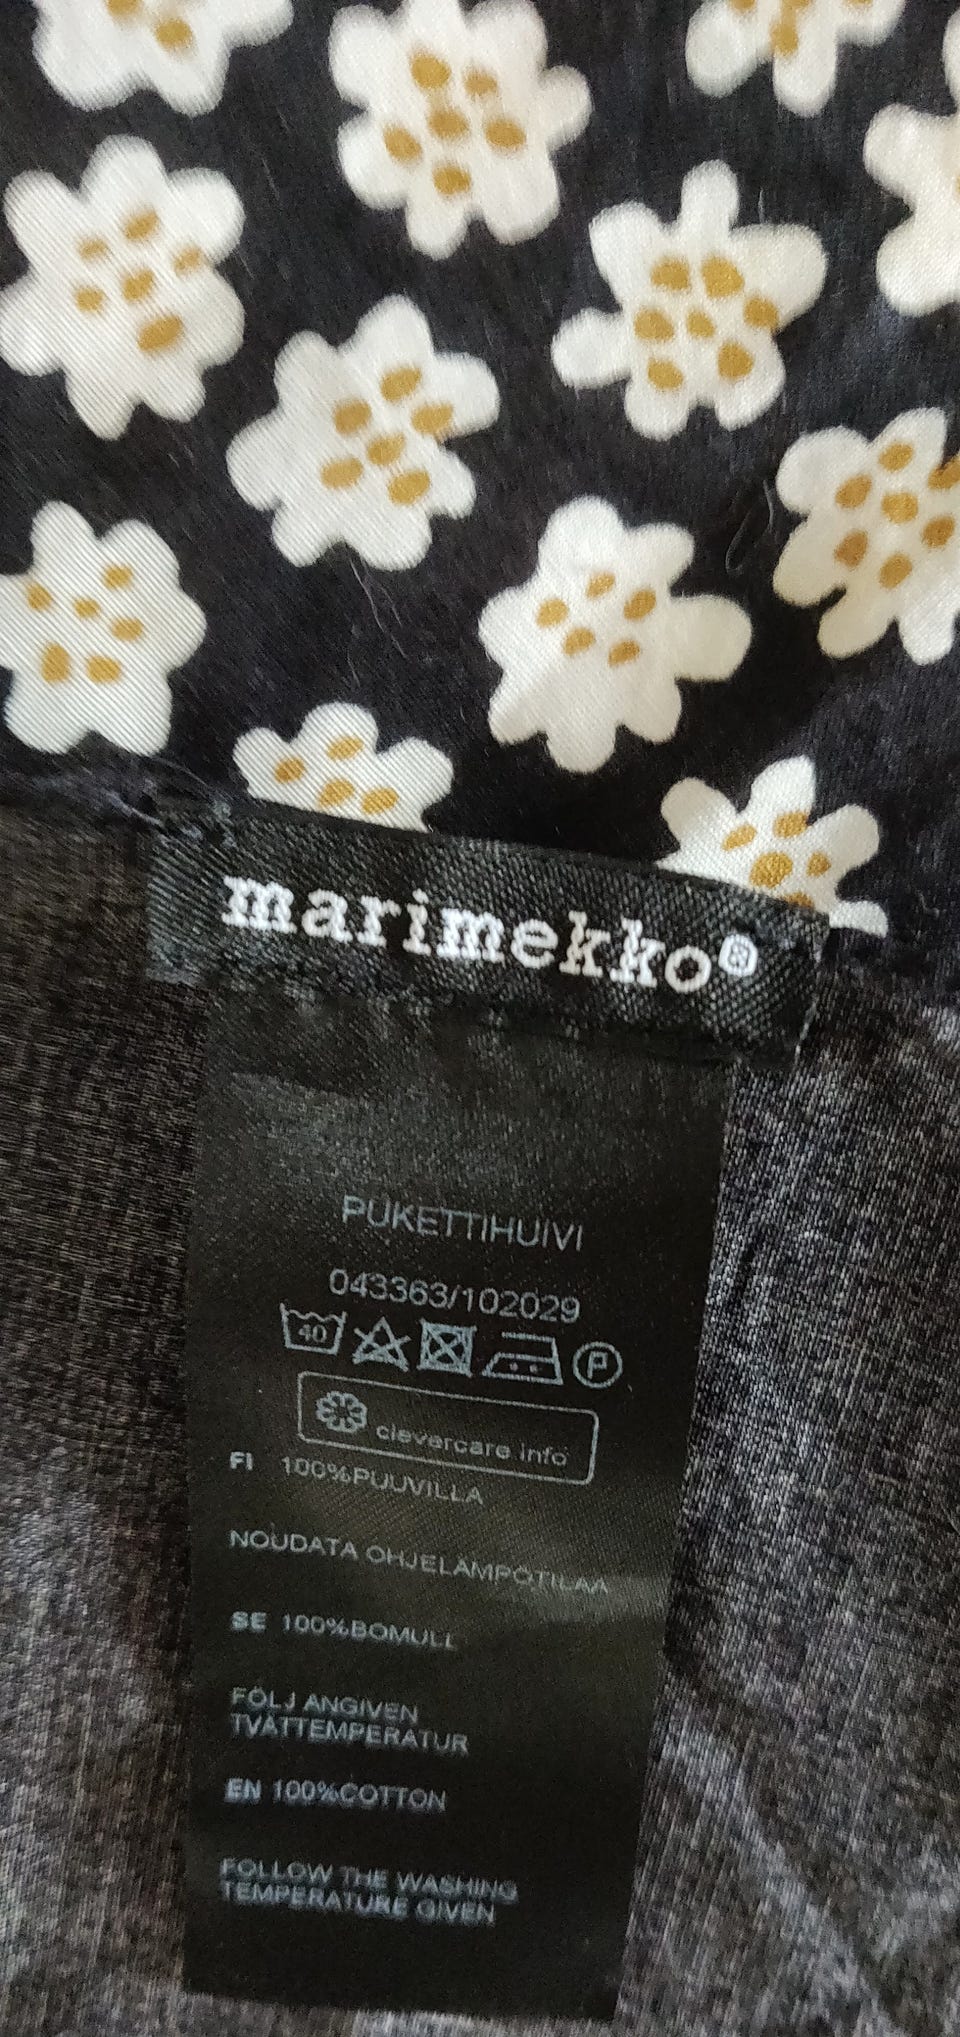 marimekko®
PUKETTIHUIVI
043363/102029
40 P
clevercare.info
FI 100%PUUVILLA
NOUDATA OHJELÄMPÖTILAA
SE 100%BOMULL
FÖLJ ANGIVEN
TVÄTTEMPERATUR
EN 100%COTTON
FOLLOW THE WASHING
TEMPERATURE GIVEN